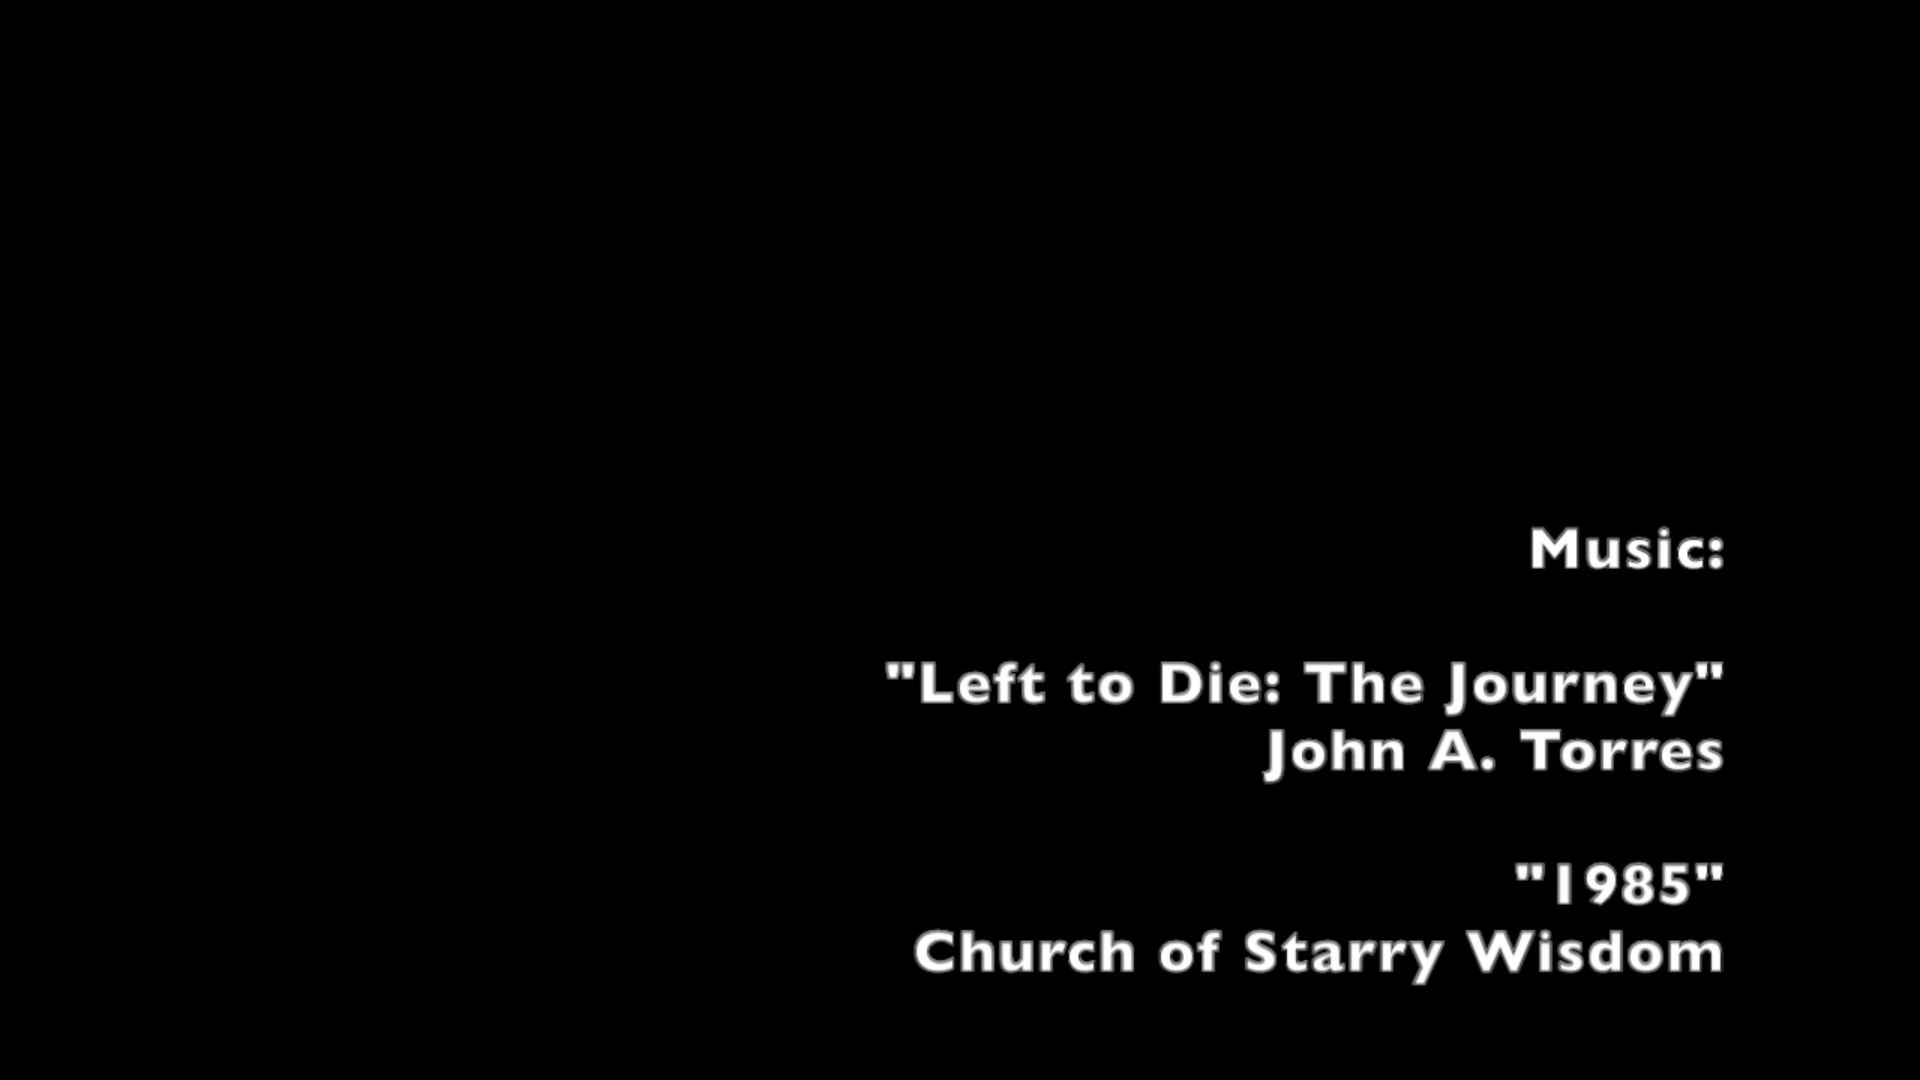 Music:
"Left to Die: The Journey"
John A. Torres
"1985"
Church of Starry Wisdom